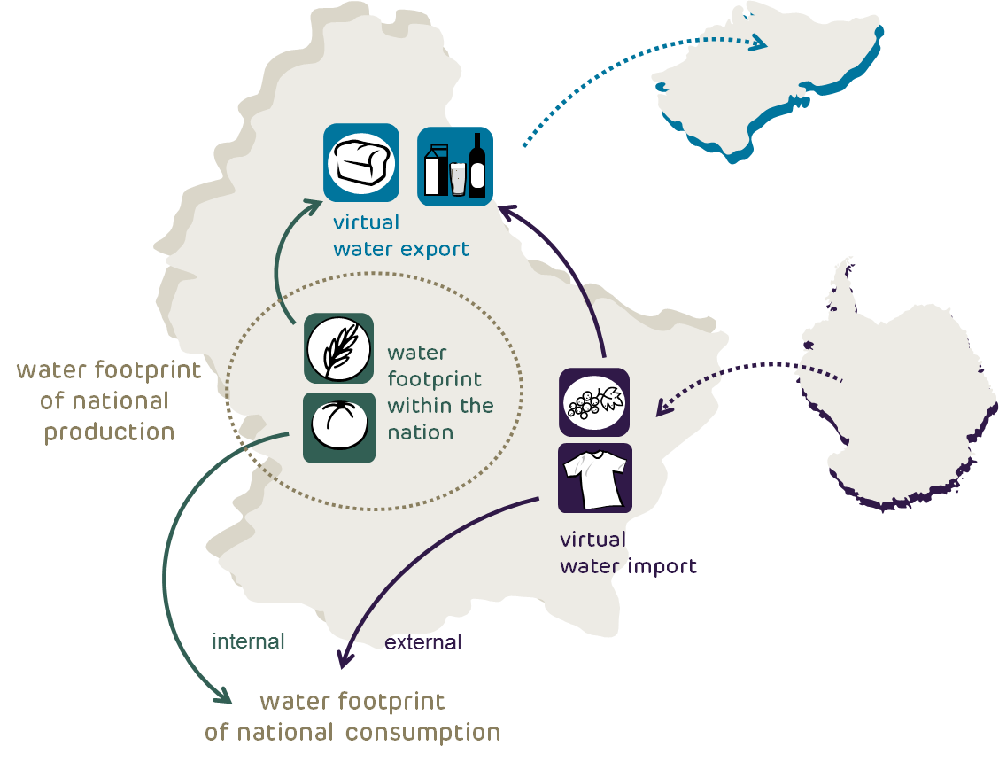 virtual
water export
water footprint
of national
production
water
footprint
within the
nation
virtual
water import
internal
external
water footprint
of national consumption